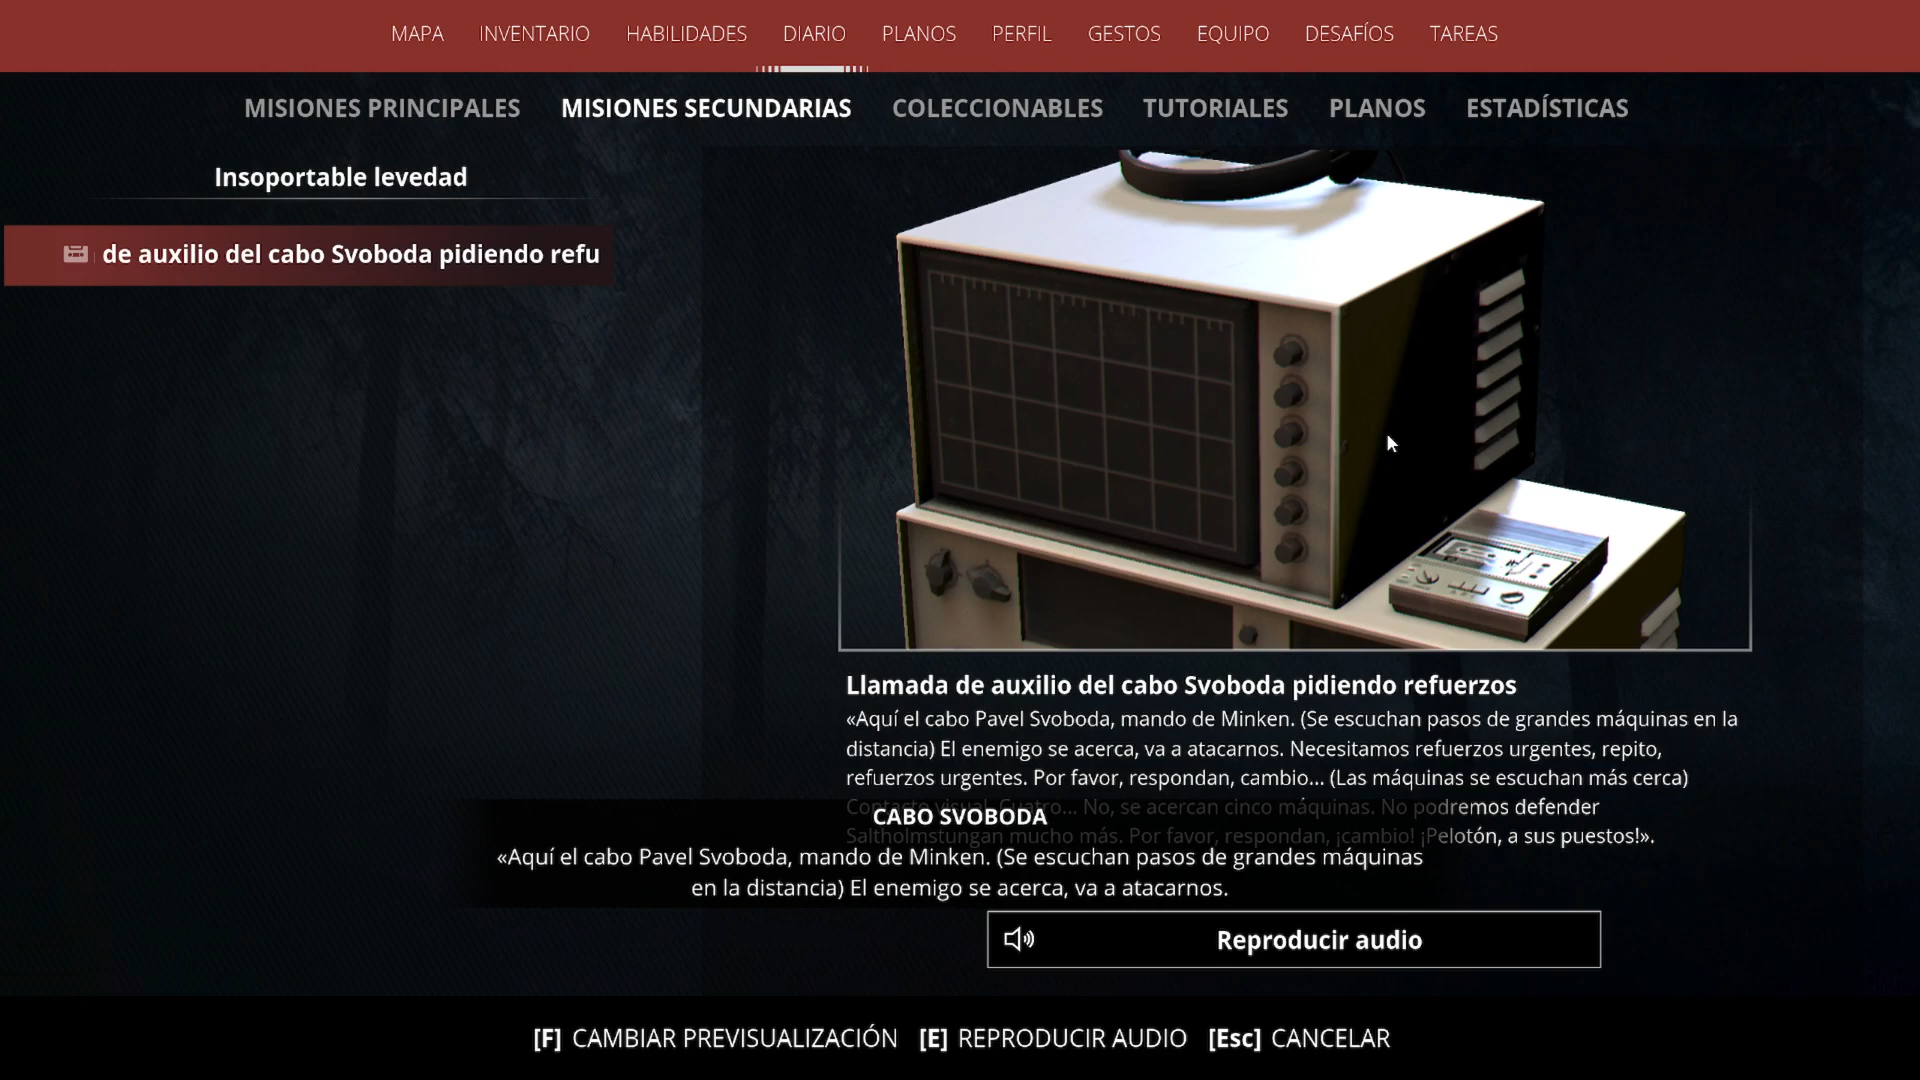 MAPA INVENTARIO HABILIDADES DIARIO PLANOS PERFIL GESTOS EQUIPO DESAFÍOS TAREAS
MISIONES PRINCIPALES MISIONES SECUNDARIAS COLECCIONABLES TUTORIALES PLANOS ESTADÍSTICAS
Insoportable levedad
de auxilio del cabo Svoboda pidiendo refu
Llamada de auxilio del cabo Svoboda pidiendo refuerzos
«Aquí el cabo Pavel Svoboda, mando de Minken. (Se escuchan pasos de grandes máquinas en la
distancia) El enemigo se acerca, va a atacarnos. Necesitamos refuerzos urgentes, repito,
refuerzos urgentes. Por favor, respondan, cambio... (Las máquinas se escuchan más cerca)
Contacto visual. Cuatro... No, se acercan cinco máquinas. No podremos defender
Saltholmstungan mucho más. Por favor, respondan, ¡cambio! ¡Pelotón, a sus puestos!».
CABO SVOBODA
«Aquí el cabo Pavel Svoboda, mando de Minken. (Se escuchan pasos de grandes máquinas
en la distancia) El enemigo se acerca, va a atacarnos.
Reproducir audio
[F] CAMBIAR PREVISUALIZACIÓN [E] REPRODUCIR AUDIO [Esc] CANCELAR